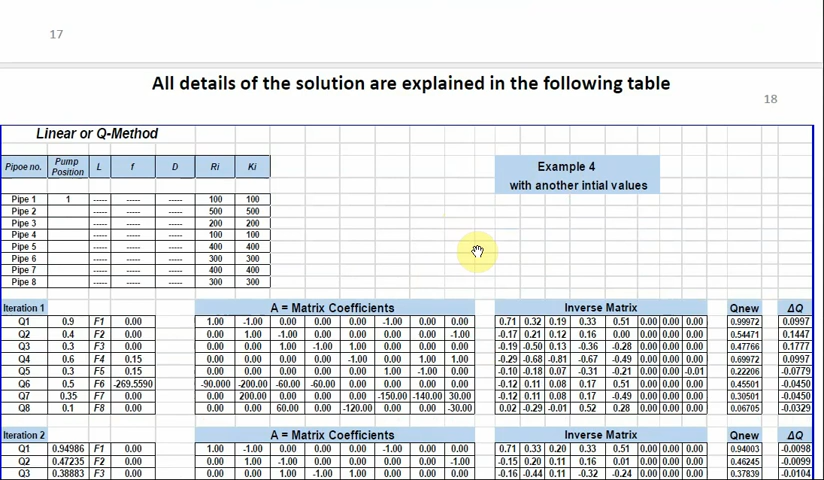 17
All details of the solution are explained in the following table
18
Linear or Q-Method
Pipoe no. Pump Position L f D Ri Ki
Example 4
with another intial values
Pipe 1 1 ----- ----- ----- 100 100
Pipe 2 ----- ----- ----- 500 500
Pipe 3 ----- ----- ----- 200 200
Pipe 4 ----- ----- ----- 100 100
Pipe 5 ----- ----- ----- 400 400
Pipe 6 ----- ----- ----- 300 300
Pipe 7 ----- ----- ----- 400 400
Pipe 8 ----- ----- ----- 300 300
Iteration 1 A = Matrix Coefficients Inverse Matrix Qnew ΔQ
Q1 0.9 F1 0.00 1.00 -1.00 0.00 0.00 0.00 -1.00 0.00 0.00 0.71 0.32 0.19 0.33 0.51 0.00 0.00 0.00 0.99972 0.0997
Q2 0.4 F2 0.00 0.00 1.00 -1.00 0.00 0.00 0.00 0.00 -1.00 -0.17 0.21 0.12 0.16 0.00 0.00 0.00 0.00 0.54471 0.1447
Q3 0.3 F3 0.00 0.00 0.00 1.00 -1.00 1.00 0.00 0.00 0.00 -0.19 -0.50 0.13 -0.36 -0.28 0.00 0.00 0.00 0.47766 0.1777
Q4 0.6 F4 0.15 0.00 0.00 0.00 0.00 -1.00 0.00 1.00 1.00 -0.29 -0.68 -0.81 -0.67 -0.49 0.00 0.00 0.00 0.69972 0.0997
Q5 0.3 F5 0.15 0.00 0.00 0.00 0.00 0.00 1.00 -1.00 0.00 -0.10 -0.18 0.07 -0.31 -0.21 0.00 0.00 -0.01 0.22206 -0.0779
Q6 0.5 F6 -269.5590 -90.000 -200.00 -60.00 -60.00 0.00 0.00 0.00 0.00 -0.12 0.11 0.08 0.17 0.51 0.00 0.00 0.00 0.45501 -0.0450
Q7 0.35 F7 0.00 0.00 200.00 0.00 0.00 0.00 -150.00 -140.00 30.00 -0.12 0.11 0.08 0.17 -0.49 0.00 0.00 0.00 0.30501 -0.0450
Q8 0.1 F8 0.00 0.00 0.00 60.00 0.00 -120.00 0.00 0.00 -30.00 0.02 -0.29 -0.01 0.52 0.28 0.00 0.00 0.00 0.06705 -0.0329
Iteration 2 A = Matrix Coefficients Inverse Matrix Qnew ΔQ
Q1 0.94986 F1 0.00 1.00 -1.00 0.00 0.00 0.00 -1.00 0.00 0.00 0.71 0.33 0.20 0.33 0.51 0.00 0.00 0.00 0.94003 -0.0098
Q2 0.47235 F2 0.00 0.00 1.00 -1.00 0.00 0.00 0.00 0.00 -1.00 -0.15 0.20 0.11 0.16 0.01 0.00 0.00 0.00 0.46245 -0.0099
Q3 0.38883 F3 0.00 0.00 0.00 1.00 -1.00 1.00 0.00 0.00 0.00 -0.16 -0.44 0.11 -0.32 -0.24 0.00 0.00 0.00 0.37839 -0.0104